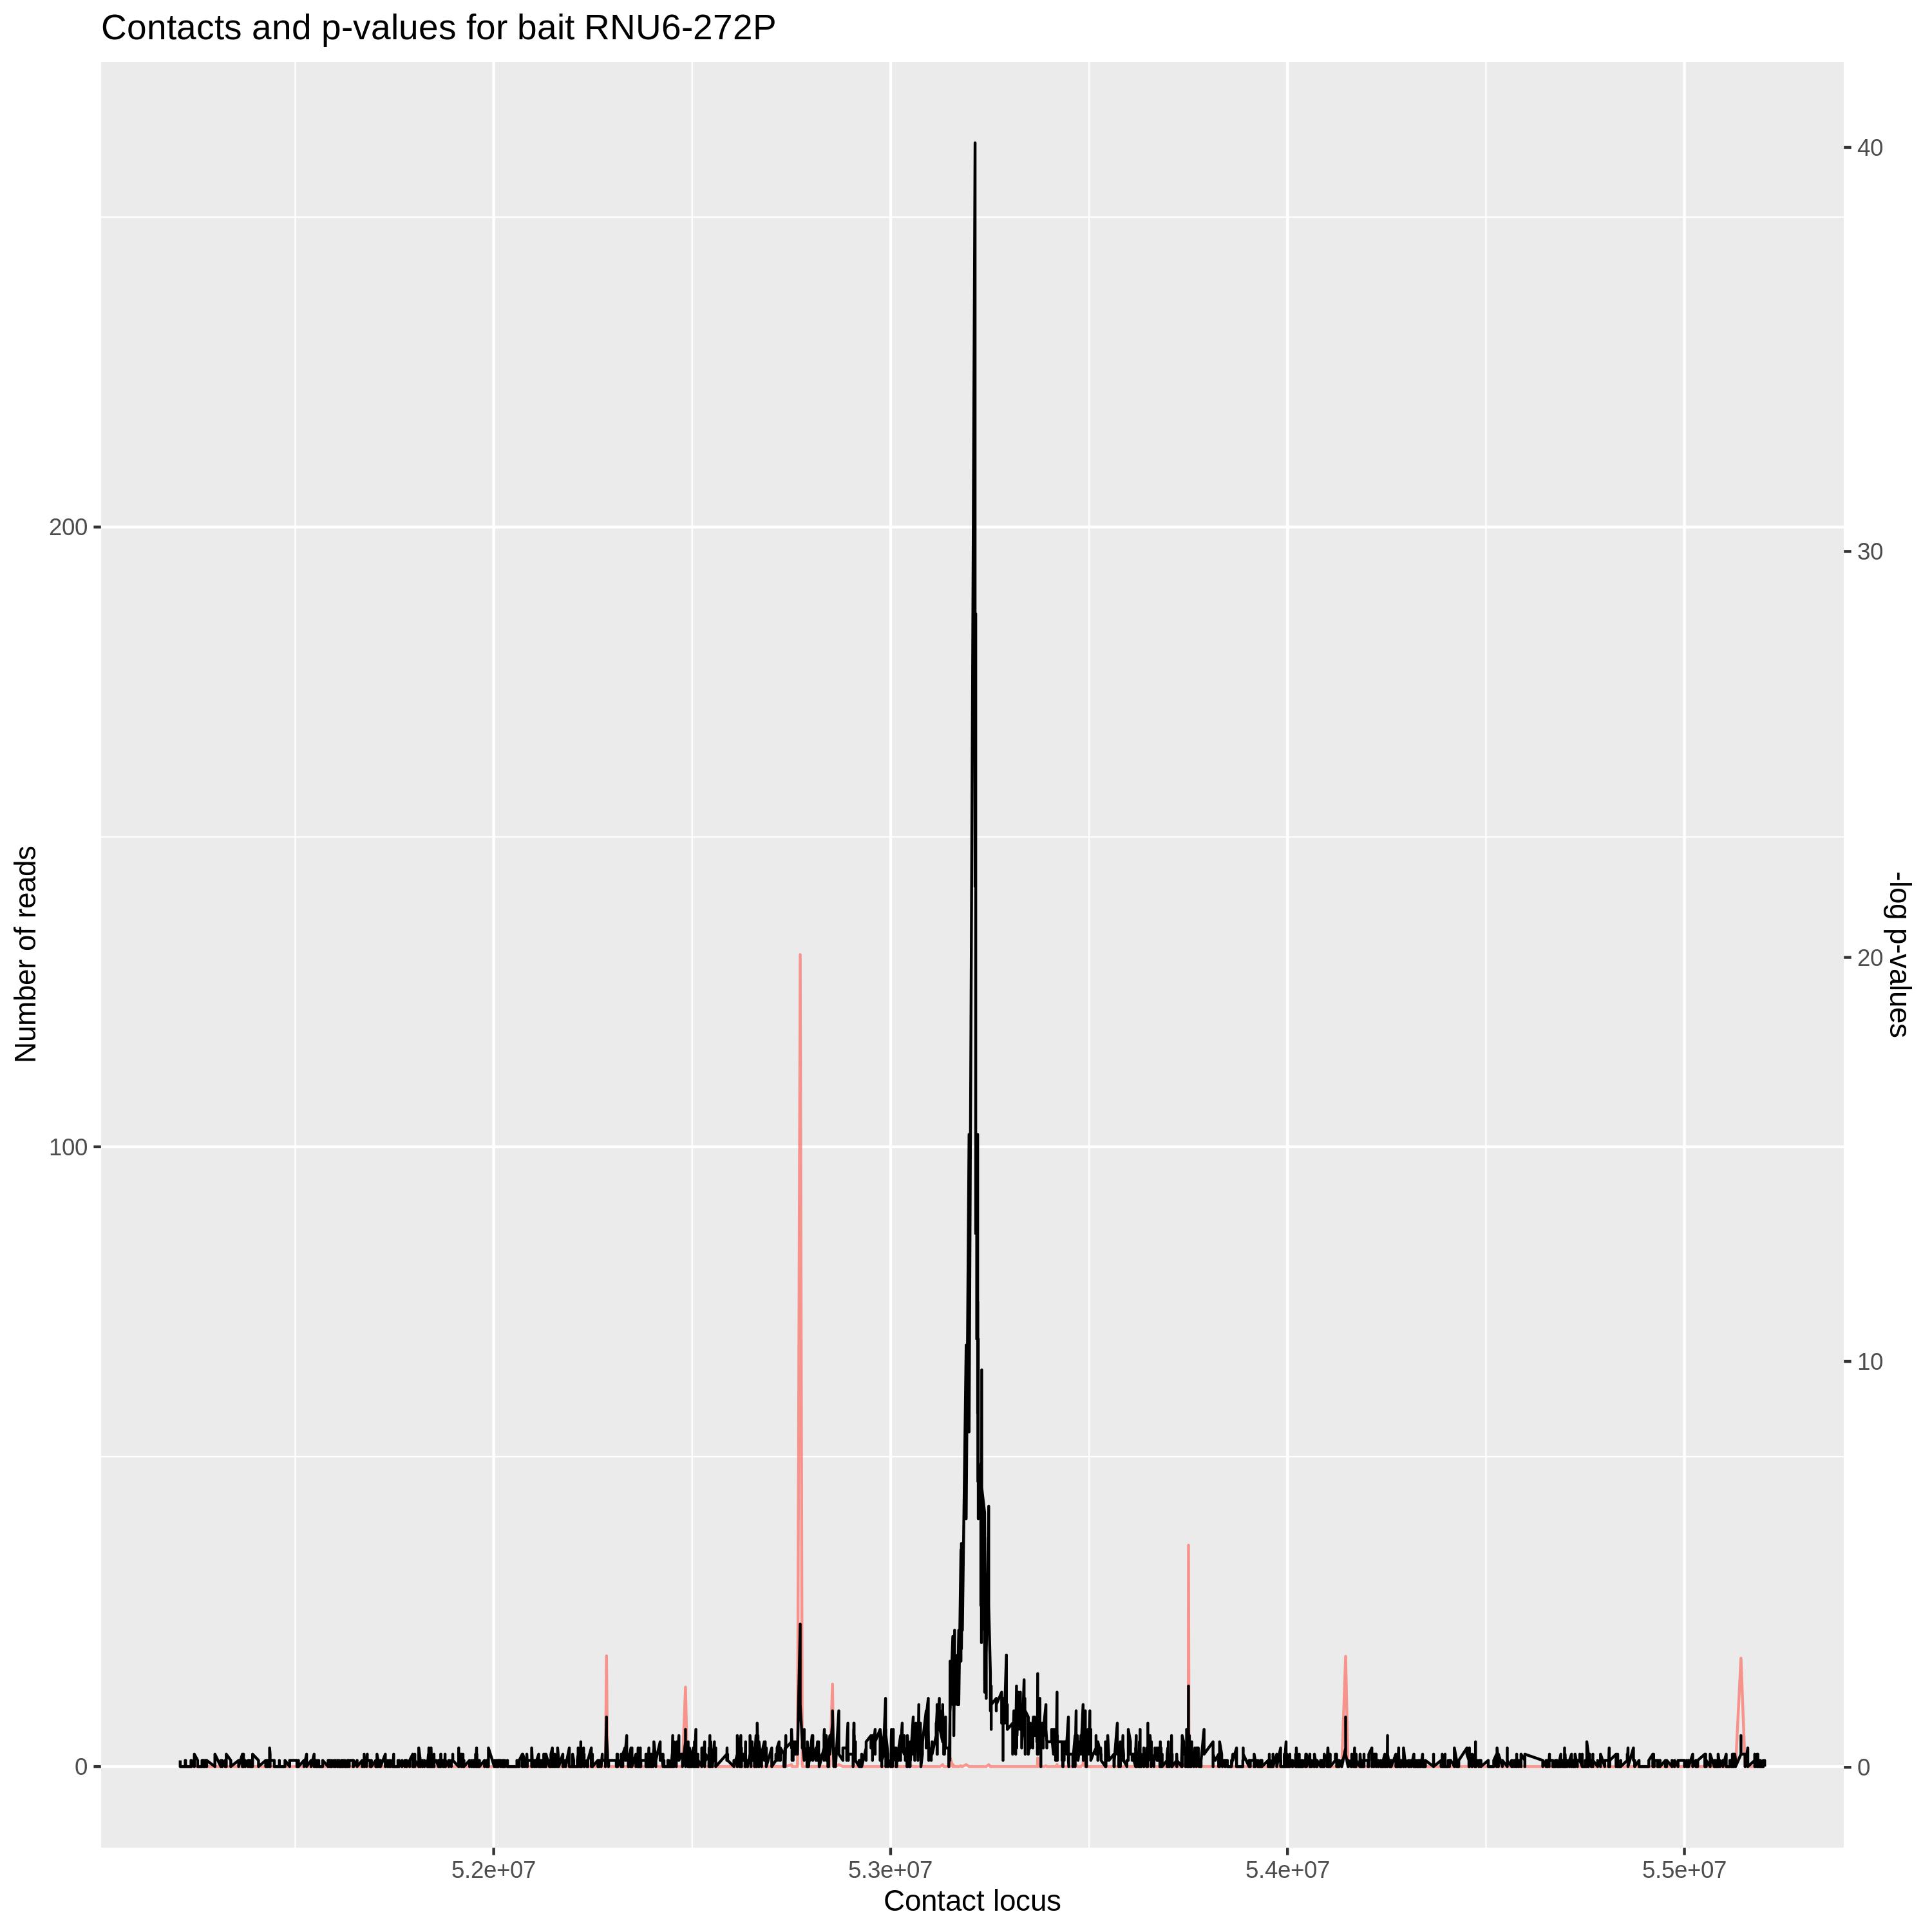 Contacts and p-values for bait RNU6-272P
Number of reads
200
100
0
40
30
20
10
0
-log p-values
5.2e+07
5.3e+07
5.4e+07
5.5e+07
Contact locus